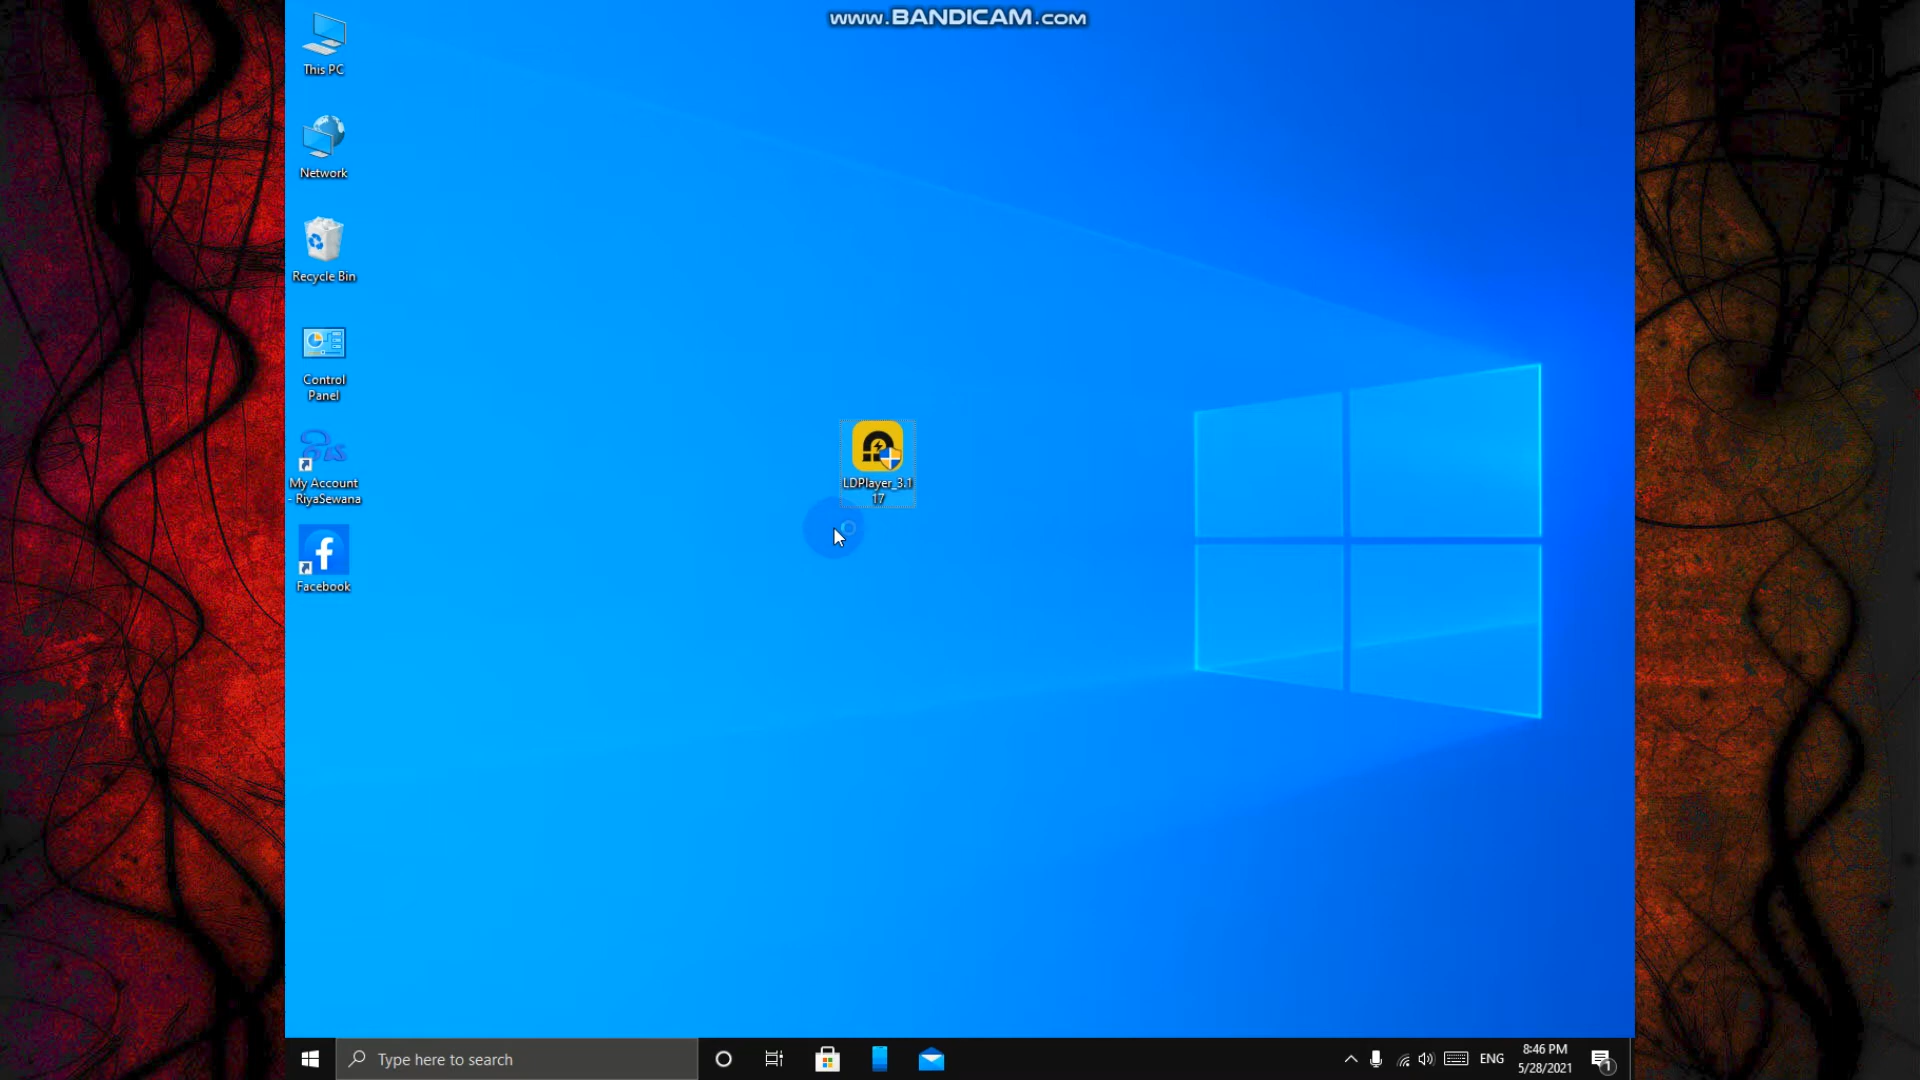 www.BANDICAM.com
This PC
Network
Recycle Bin
Control
Panel
My Account
- RiyaSewana
Facebook
LDPlayer_3.1
17
Type here to search
ENG
8:46 PM
5/28/2021
1